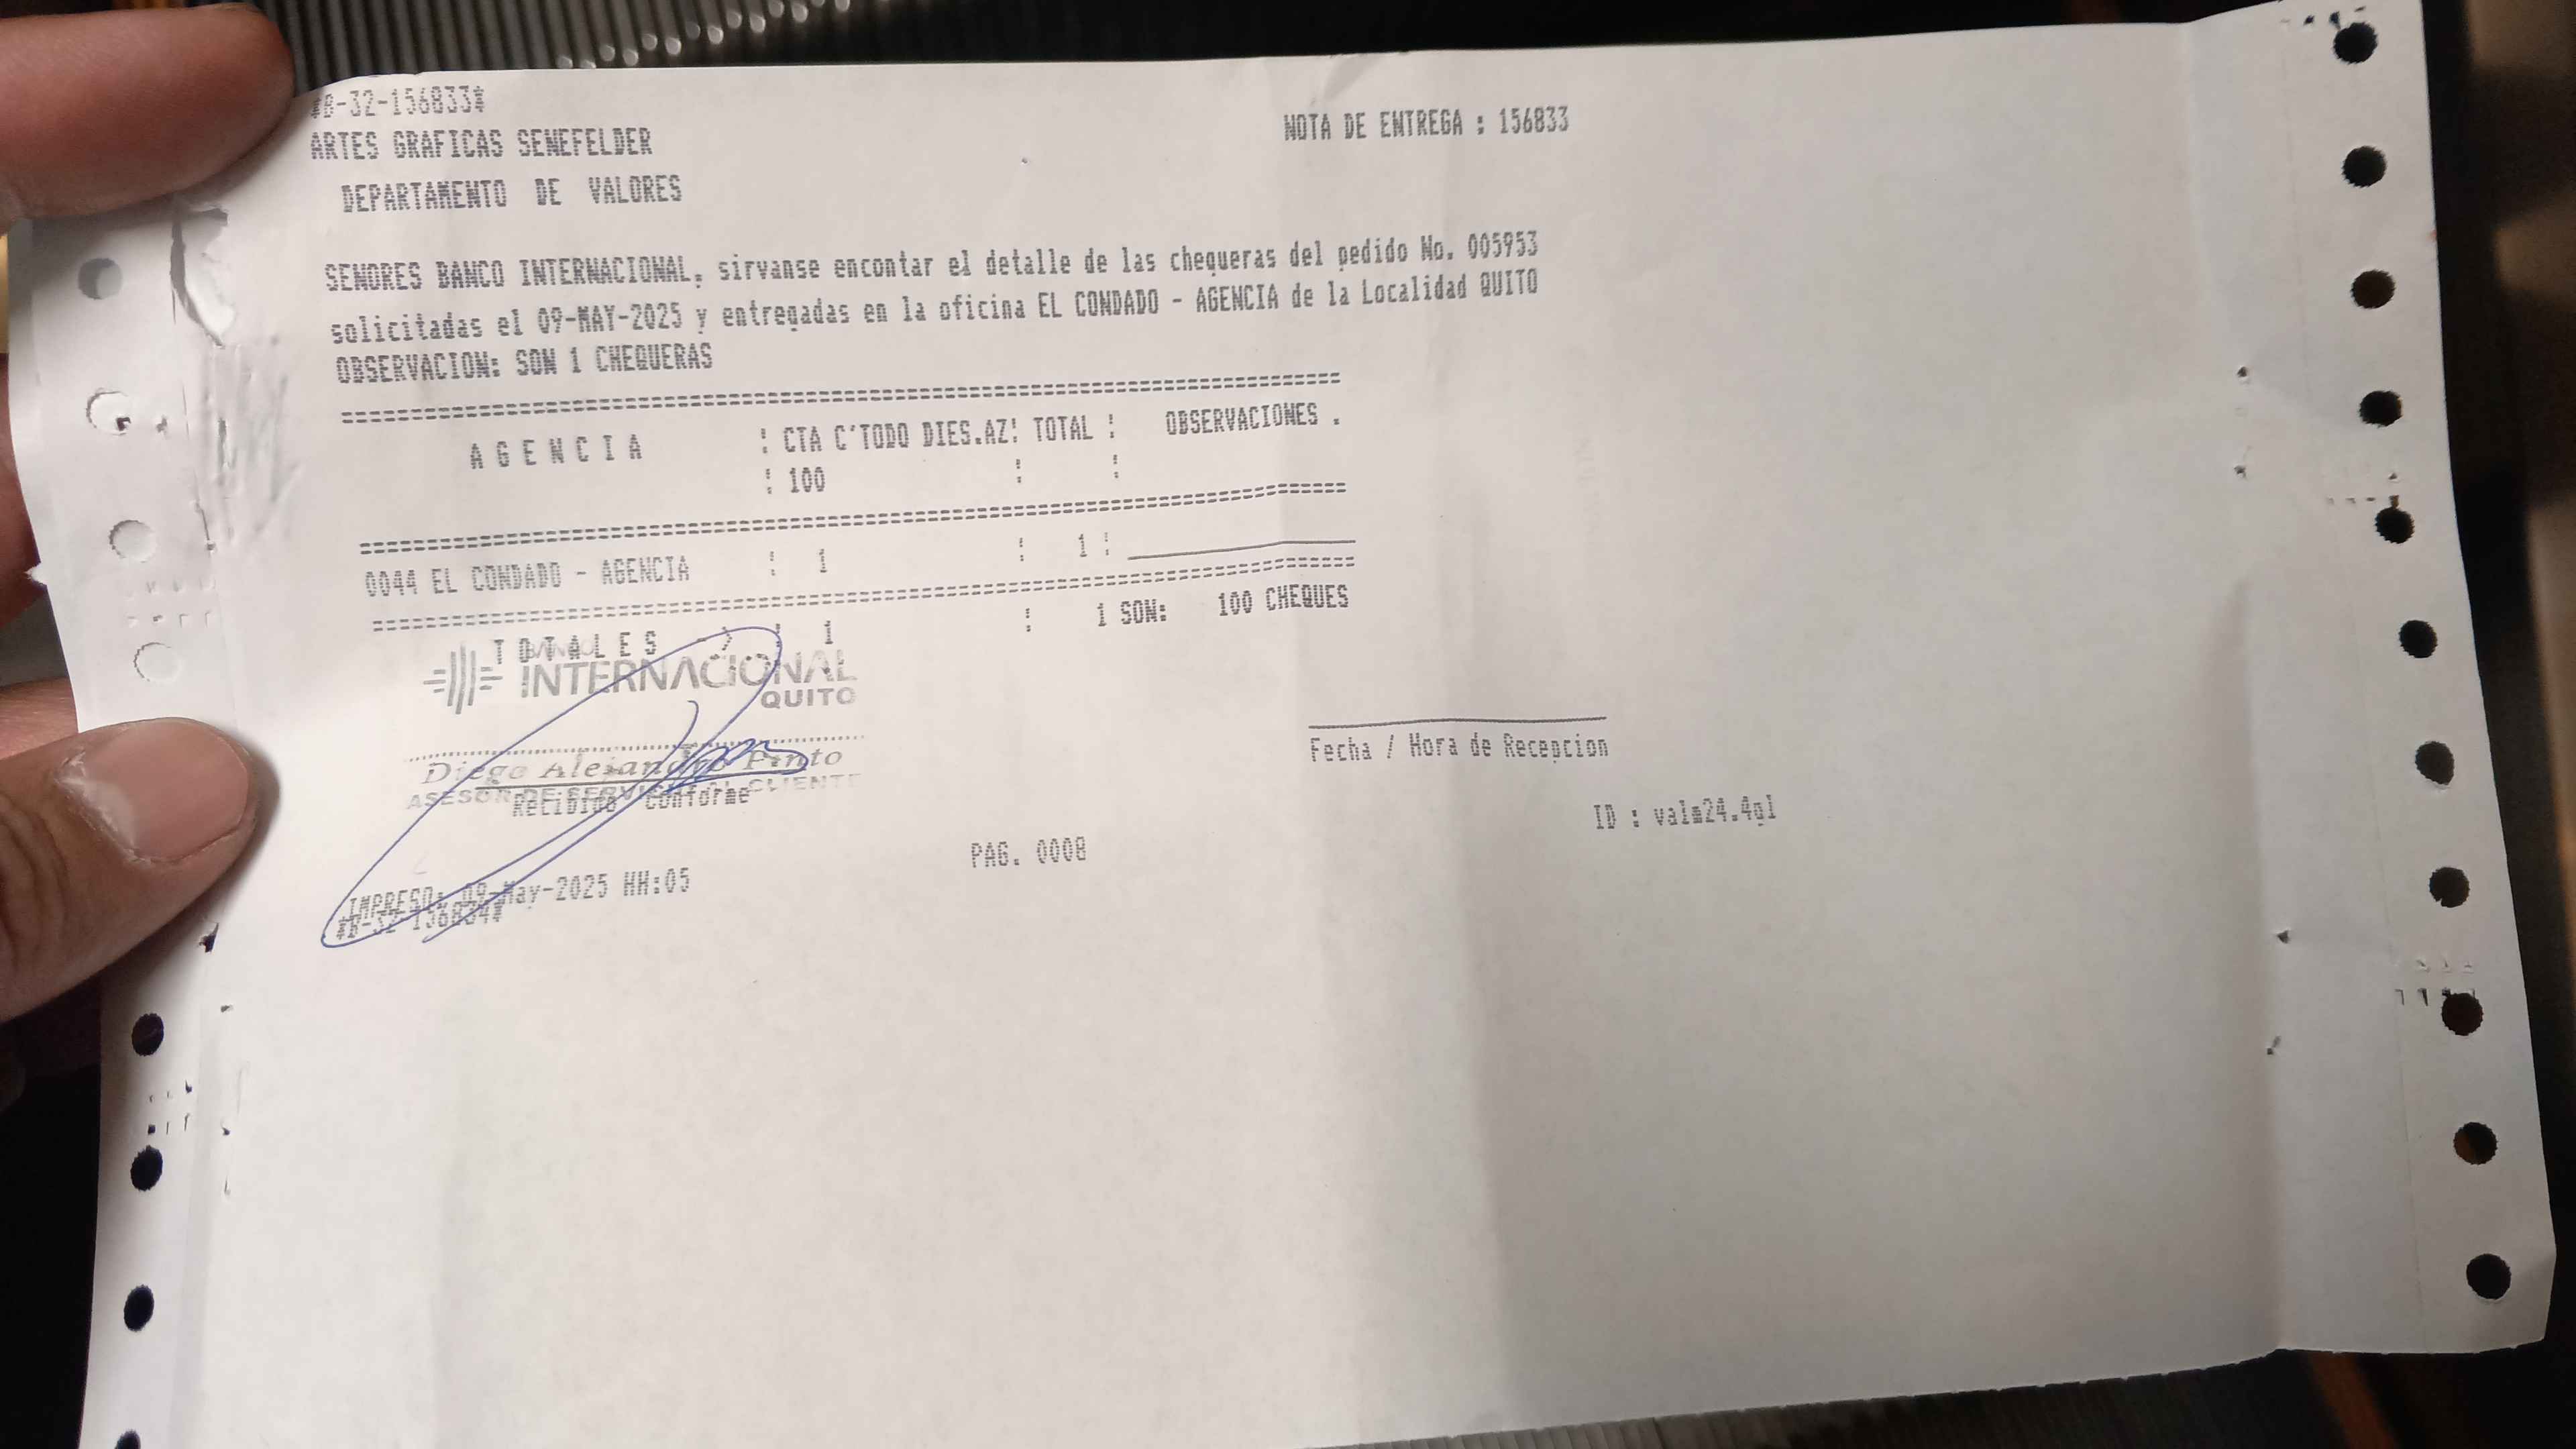 *B-32-156833*
ARTES GRAFICAS SENEFELDER
NOTA DE ENTREGA : 156833
DEPARTAMENTO DE VALORES
SENORES BANCO INTERNACIONAL, sirvanse encontar el detalle de las chequeras del pedido No. 005953
solicitadas el 09-MAY-2025 y entregadas en la oficina EL CONDADO - AGENCIA de la Localidad QUITO
OBSERVACION: SON 1 CHEQUERAS
A G E N C I A : CTA C'TODO DIES.AZ: TOTAL : OBSERVACIONES .
: 100 : :
0044 EL CONDADO - AGENCIA : 1 : 1 :
T O T A L E S -> : 1 : 1 SON: 100 CHEQUES
BANCO
INTERNACIONAL
QUITO
Diego Alejandro Pinto
ASESOR DE SERVICIO AL CLIENTE
Recibido Conforme
Fecha / Hora de Recepcion
ID : valm24.4gl
PAG. 0008
IMPRESO: 09-May-2025 HH:05
*B-32-156834*